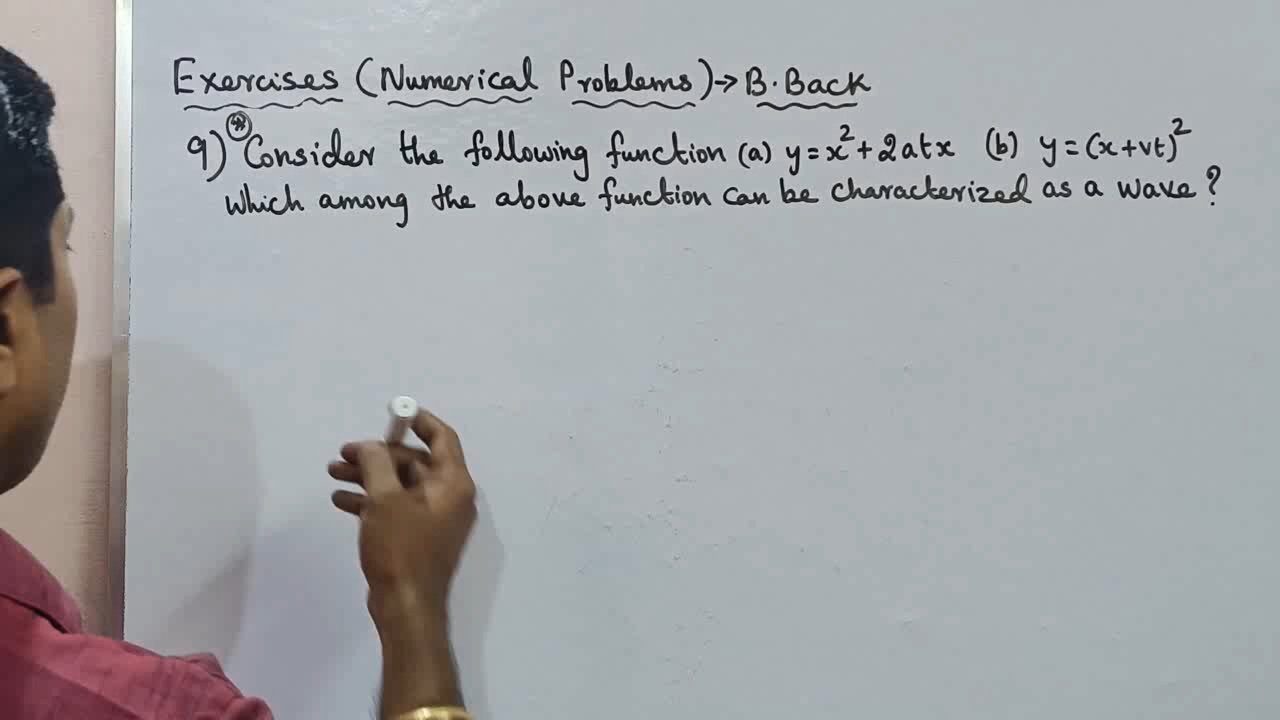 Exercises (Numerical Problems) → B.Back
9) Consider the following function (a) y = x² + 2atx (b) y = (x+vt)²
which among the above function can be characterized as a wave?